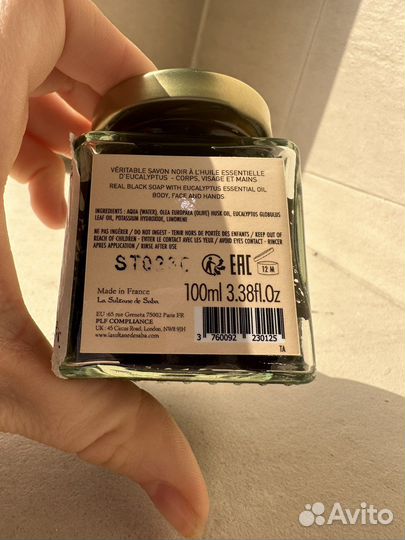 VÉRITABLE SAVON NOIR À L'HUILE ESSENTIELLE
D'EUCALYPTUS - CORPS, VISAGE ET MAINS
REAL BLACK SOAP WITH EUCALYPTUS ESSENTIAL OIL
BODY, FACE AND HANDS
INGREDIENTS : AQUA (WATER), OLEA EUROPAEA (OLIVE) HUSK OIL, EUCALYPTUS GLOBULUS
LEAF OIL, POTASSIUM HYDROXIDE, LIMONENE
NE PAS INGÉRER / DO NOT INGEST - TENIR HORS DE PORTÉE DES ENFANTS / KEEP OUT OF
REACH OF CHILDREN - EVITER LE CONTACT AVEC LES YEUX / AVOID EYES CONTACT - RINCER
APRES APPLICATION / RINSE AFTER USE
EAC
12 M
Made in France
La Sultane de Saba
100ml 3.38fl.Oz
EU :65 rue Greneta 75002 Paris FR
PLF COMPLIANCE
UK : 45 Circus Road, London, NW8 9JH
www.lasultanedesaba.com
3 760092 230125
TA
Avito